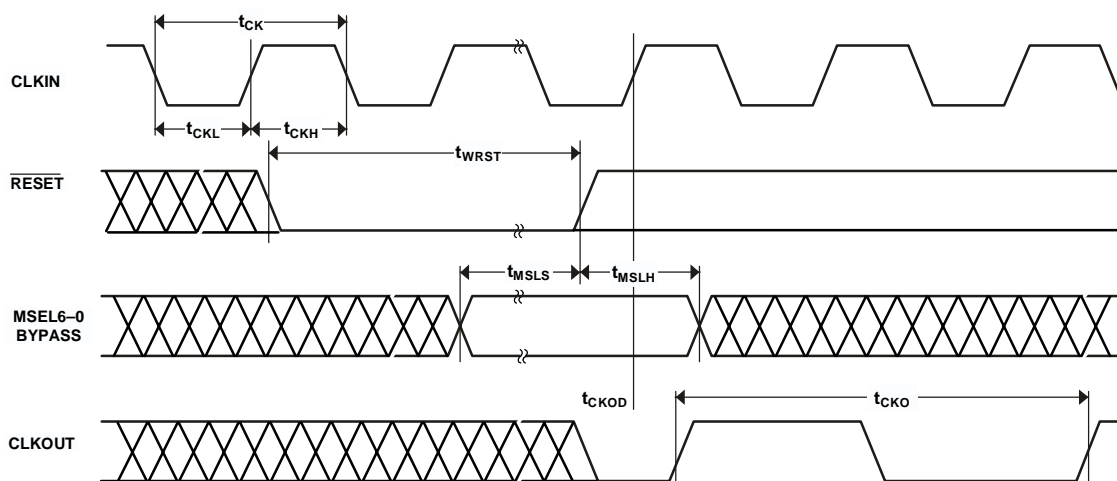 tCK
CLKIN
tCKL
tCKH
tWRST
RESET
tMSLS
tMSLH
MSEL6–0
BYPASS
tCKOD
tCKO
CLKOUT